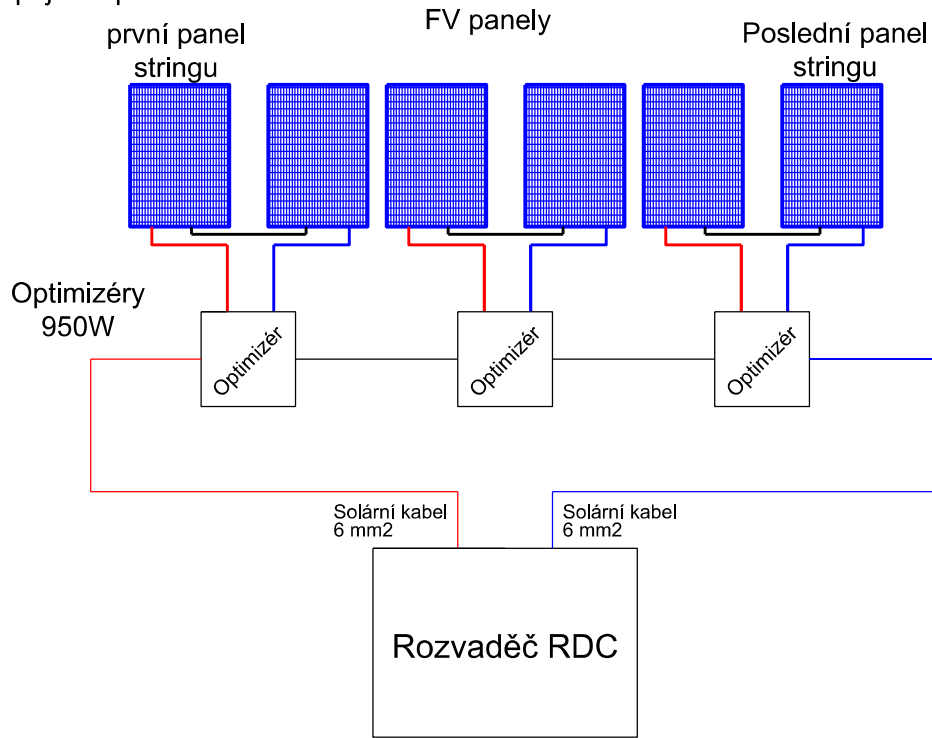 FV panely
první panel
stringu
Poslední panel
stringu
Optimizéry
950W
Optimizér
Optimizér
Optimizér
Solární kabel
6 mm2
Solární kabel
6 mm2
Rozvaděč RDC